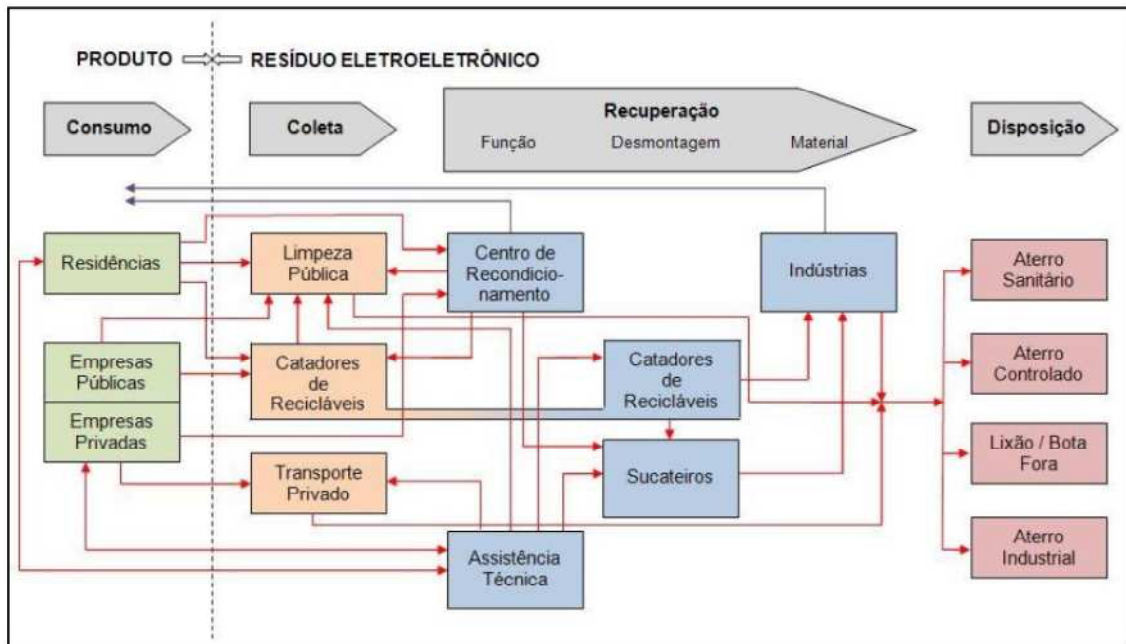 PRODUTO
RESÍDUO ELETROELETRÔNICO
Consumo
Coleta
Recuperação
Função
Desmontagem
Material
Disposição
Residências
Limpeza
Pública
Centro de
Recondicio-
namento
Indústrias
Aterro
Sanitário
Empresas
Públicas
Catadores
de
Recicláveis
Catadores
de
Recicláveis
Aterro
Controlado
Empresas
Privadas
Transporte
Privado
Sucateiros
Lixão / Bota
Fora
Assistência
Técnica
Aterro
Industrial